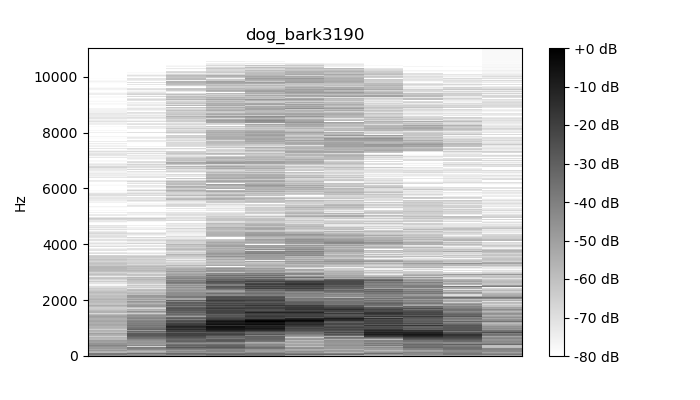 dog_bark3190
Hz
10000
8000
6000
4000
2000
0
+0 dB
-10 dB
-20 dB
-30 dB
-40 dB
-50 dB
-60 dB
-70 dB
-80 dB